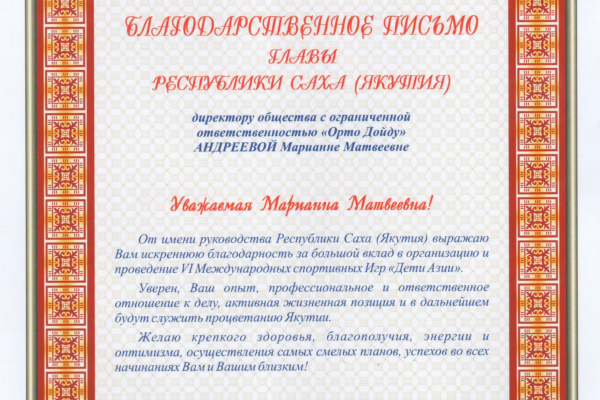 БЛАГОДАРСТВЕННОЕ ПИСЬМО
ГЛАВЫ
РЕСПУБЛИКИ САХА (ЯКУТИЯ)
директору общества с ограниченной
ответственностью «Орто Дойду»
АНДРЕЕВОЙ Марианне Матвеевне
Уважаемая Марианна Матвеевна!
От имени руководства Республики Саха (Якутия) выражаю
Вам искреннюю благодарность за большой вклад в организацию и
проведение VI Международных спортивных Игр «Дети Азии».
Уверен, Ваш опыт, профессиональное и ответственное
отношение к делу, активная жизненная позиция и в дальнейшем
будут служить процветанию Якутии.
Желаю крепкого здоровья, благополучия, энергии и
оптимизма, осуществления самых смелых планов, успехов во всех
начинаниях Вам и Вашим близким!